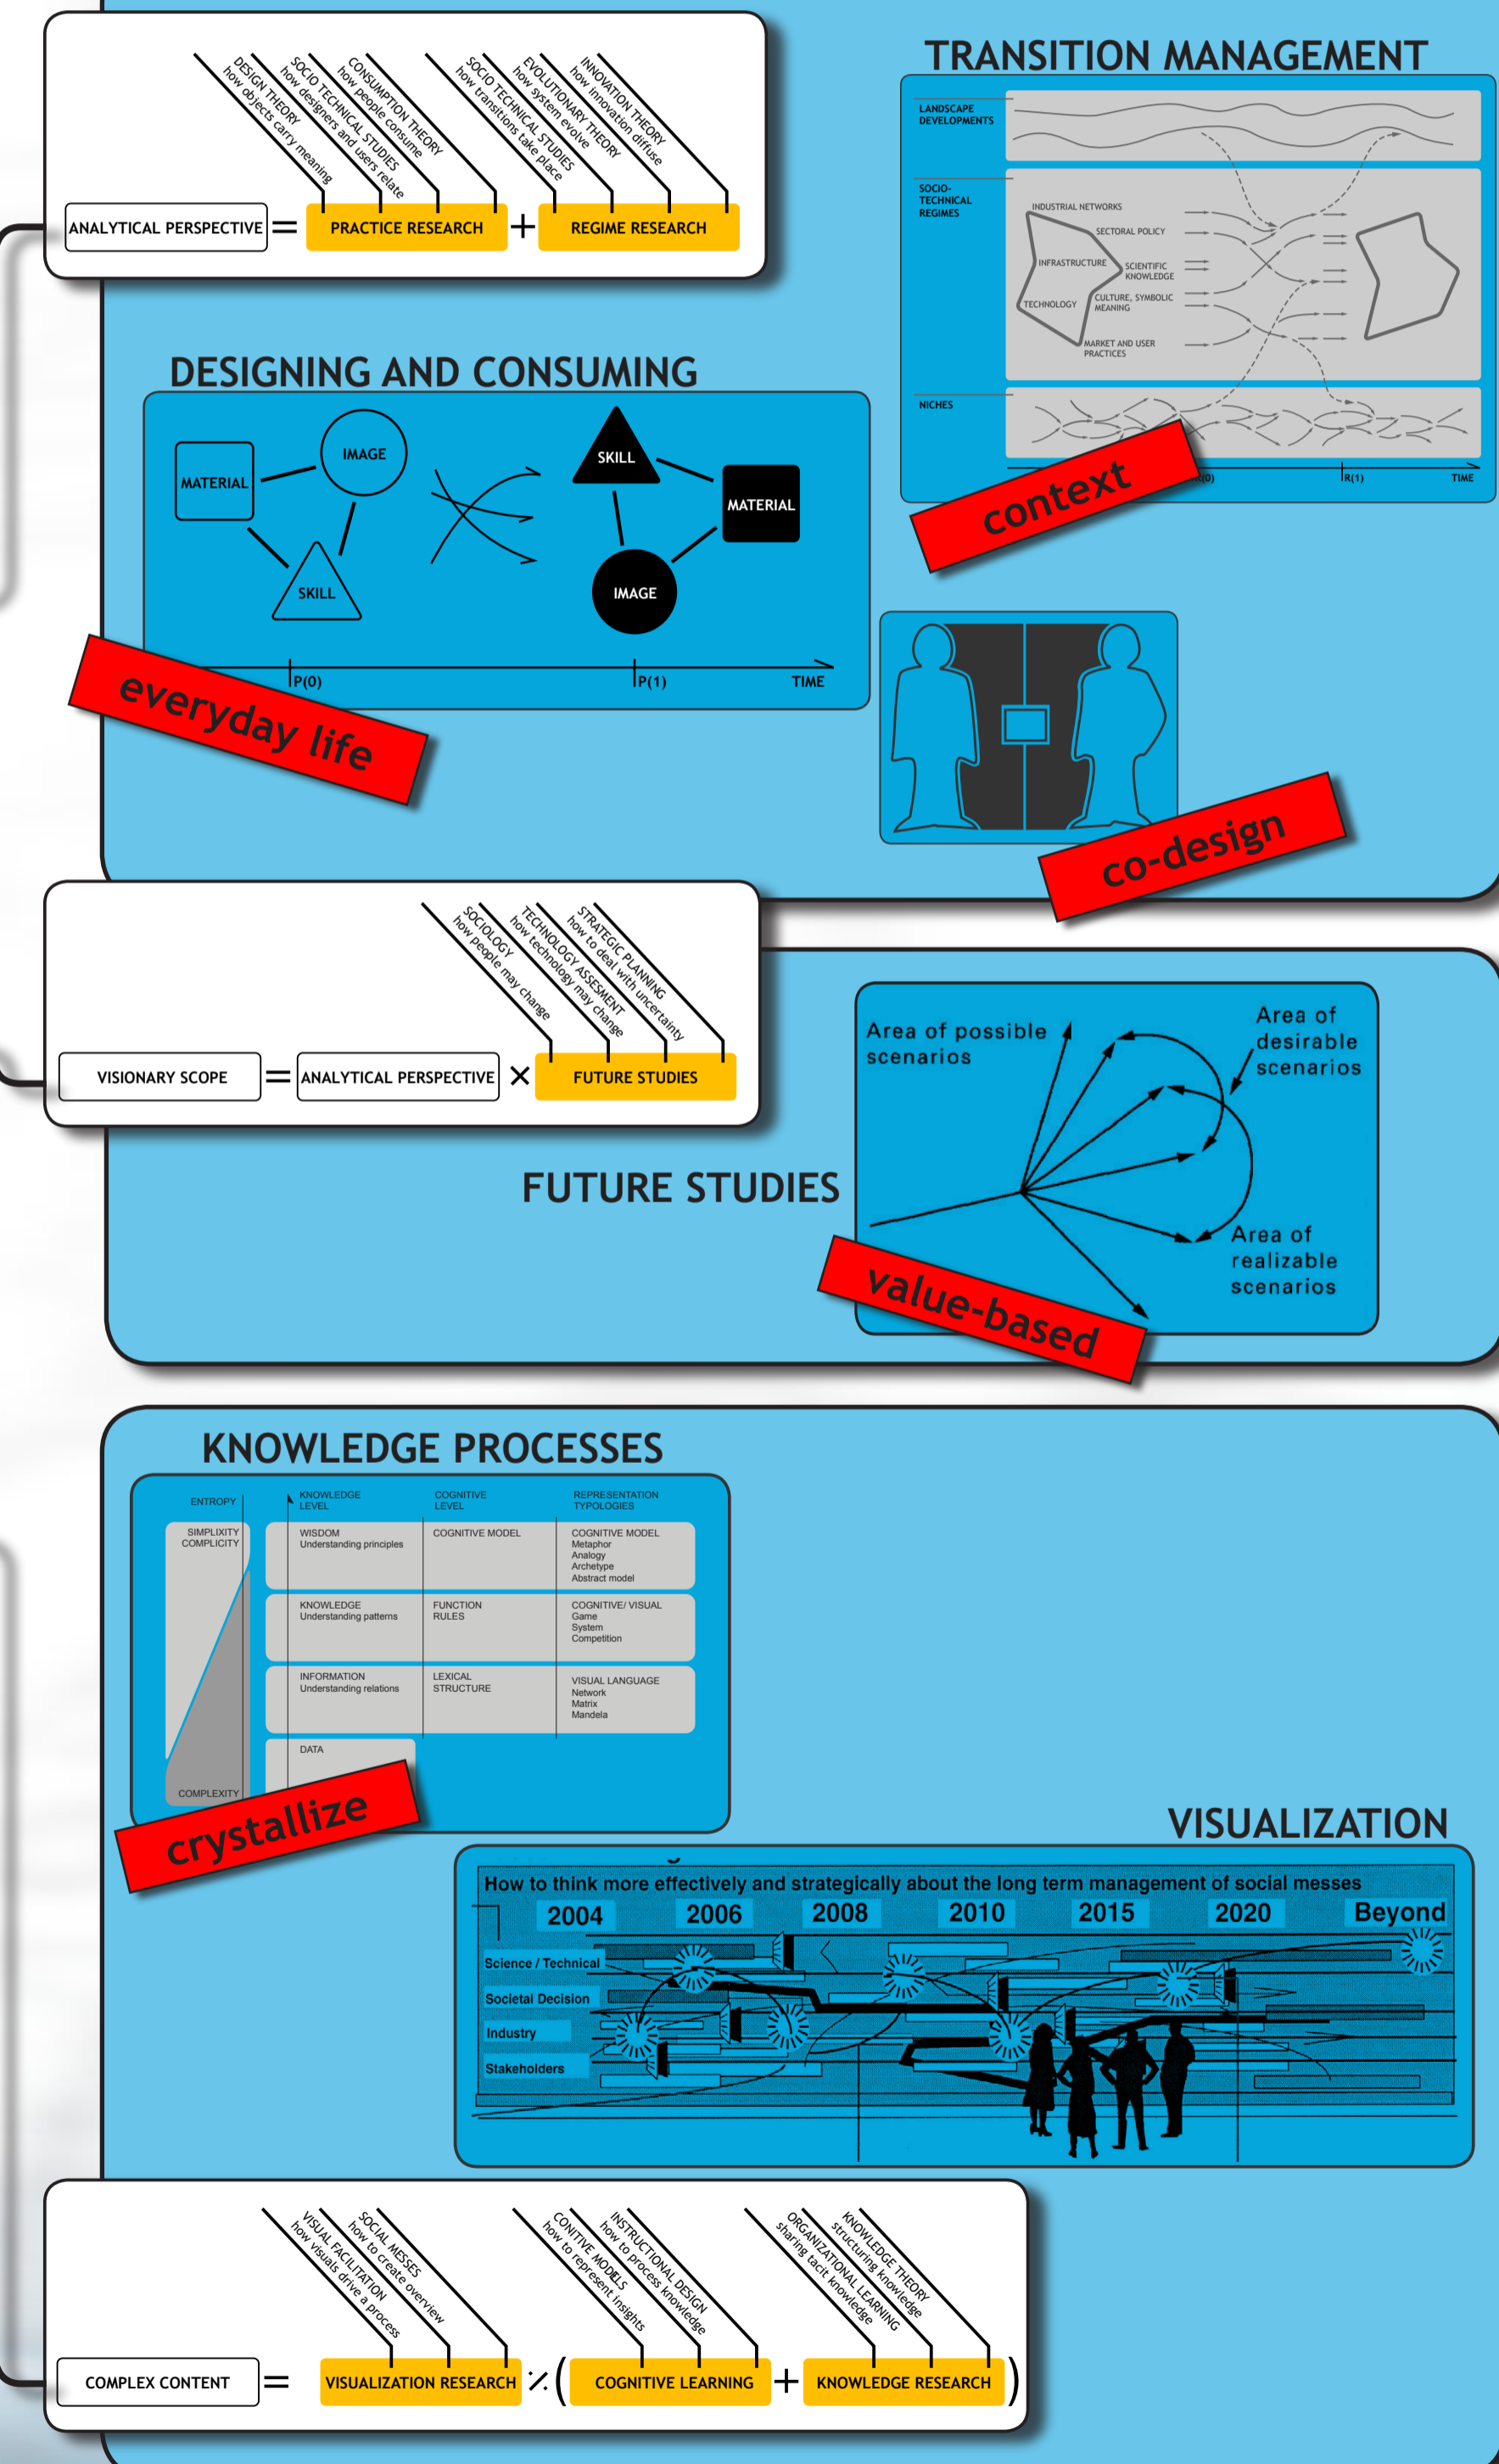 DESIGN THEORY
how objects carry meaning
SOCIO TECHNICAL STUDIES
how designers and users relate
CONSUMPTION THEORY
how people consume
SOCIO TECHNICAL STUDIES
how transitions take place
EVOLUTIONARY THEORY
how system evolve
INNOVATION THEORY
how innovation diffuse
ANALYTICAL PERSPECTIVE = PRACTICE RESEARCH + REGIME RESEARCH
TRANSITION MANAGEMENT
LANDSCAPE
DEVELOPMENTS
SOCIO-
TECHNICAL
REGIMES
INDUSTRIAL NETWORKS
SECTORAL POLICY
INFRASTRUCTURE
SCIENTIFIC
KNOWLEDGE
TECHNOLOGY
CULTURE, SYMBOLIC
MEANING
MARKET AND USER
PRACTICES
NICHES
R(0)
R(1)
TIME
context
DESIGNING AND CONSUMING
MATERIAL
IMAGE
SKILL
SKILL
MATERIAL
IMAGE
P(0)
P(1)
TIME
everyday life
co-design
SOCIOLOGY
how people may change
TECHNOLOGY ASSESMENT
how technology may change
STRATEGIC PLANNING
how to deal with uncertainty
VISIONARY SCOPE = ANALYTICAL PERSPECTIVE × FUTURE STUDIES
FUTURE STUDIES
Area of possible
scenarios
Area of
desirable
scenarios
Area of
realizable
scenarios
value-based
KNOWLEDGE PROCESSES
ENTROPY
KNOWLEDGE
LEVEL
COGNITIVE
LEVEL
REPRESENTATION
TYPOLOGIES
SIMPLIXITY
COMPLICITY
WISDOM
Understanding principles
COGNITIVE MODEL
COGNITIVE MODEL
Metaphor
Analogy
Archetype
Abstract model
KNOWLEDGE
Understanding patterns
FUNCTION
RULES
COGNITIVE/ VISUAL
Game
System
Competition
INFORMATION
Understanding relations
LEXICAL
STRUCTURE
VISUAL LANGUAGE
Network
Matrix
Mandela
DATA
COMPLEXITY
crystallize
VISUALIZATION
How to think more effectively and strategically about the long term management of social messes
2004 2006 2008 2010 2015 2020 Beyond
Science / Technical
Societal Decision
Industry
Stakeholders
VISUAL FACILITATION
how visuals drive a process
SOCIAL MESSES
how to create overview
CONITIVE MODELS
how to represent insights
INSTRUCTIONAL DESIGN
how to process knowledge
ORGANIZATIONAL LEARNING
sharing tacit knowledge
KNOWLEDGE THEORY
structuring knowledge
COMPLEX CONTENT = VISUALIZATION RESEARCH ٪ ( COGNITIVE LEARNING + KNOWLEDGE RESEARCH )